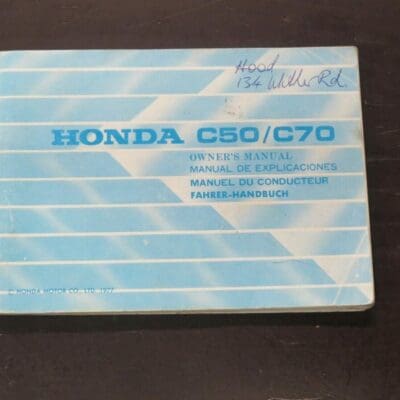 Hood
134 Rd.
HONDA C50/C70
OWNER'S MANUAL
MANUAL DE EXPLICACIONES
MANUEL DU CONDUCTEUR
FAHRER-HANDBUCH
© HONDA MOTOR CO., LTD. 1977